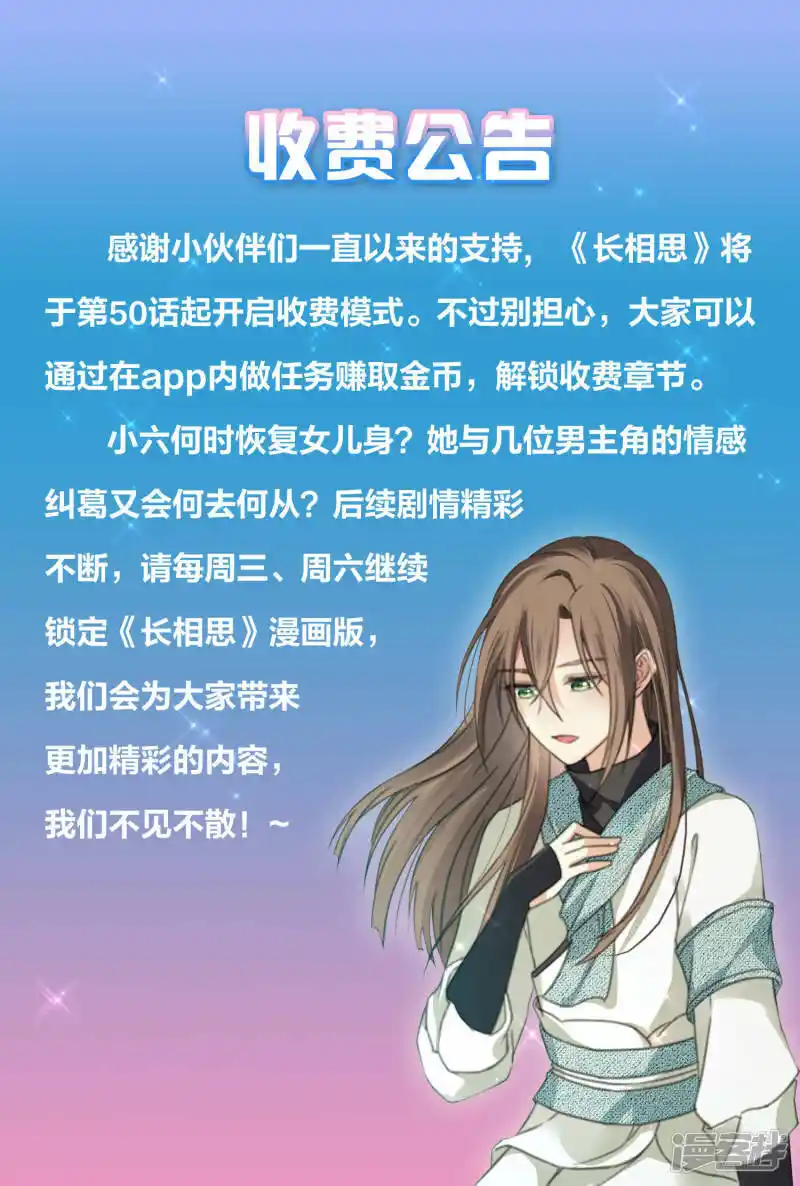 收费公告
感谢小伙伴们一直以来的支持，《长相思》将
于第50话起开启收费模式。不过别担心，大家可以
通过在app内做任务赚取金币，解锁收费章节。
小六何时恢复女儿身？她与几位男主角的情感
纠葛又会何去何从？后续剧情精彩
不断，请每周三、周六继续
锁定《长相思》漫画版，
我们会为大家带来
更加精彩的内容，
我们不见不散！~
漫客栈